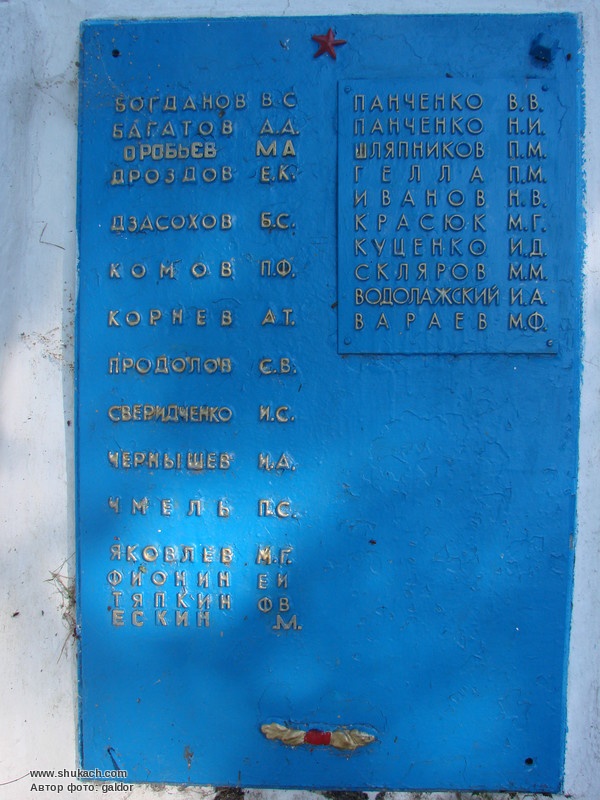 БОГДАНОВ В.С
БАГАТОВ А.А.
ОРОБЬЄВ М А
ДРОЗДОВ Е.К.
ДЗАСОХОВ Б.С.
КОМОВ П.Ф.
КОРНЕВ А.Т.
ПРОДОЛОВ С.В.
СВЕРИДЧЕНКО И.С.
ЧЕРНЫШЕВ И.А.
ЧМЕЛЬ П.С.
ЯКОВЛЕВ М.Г.
ФИОНИН Е И
ТЯПКИН Ф В
ЕСКИН М.
ПАНЧЕНКО В.В.
ПАНЧЕНКО Н.И.
ШЛЯПНИКОВ П.М.
ГЕЛЛА П.М.
ИВАНОВ Н.В.
КРАСЮК М.Г.
КУЦЕНКО И.Д.
СКЛЯРОВ М.М.
ВОДОЛАЖСКИЙ И.А.
ВАРАЕВ М.Ф.
www.shukach.com
Автор фото: galdor